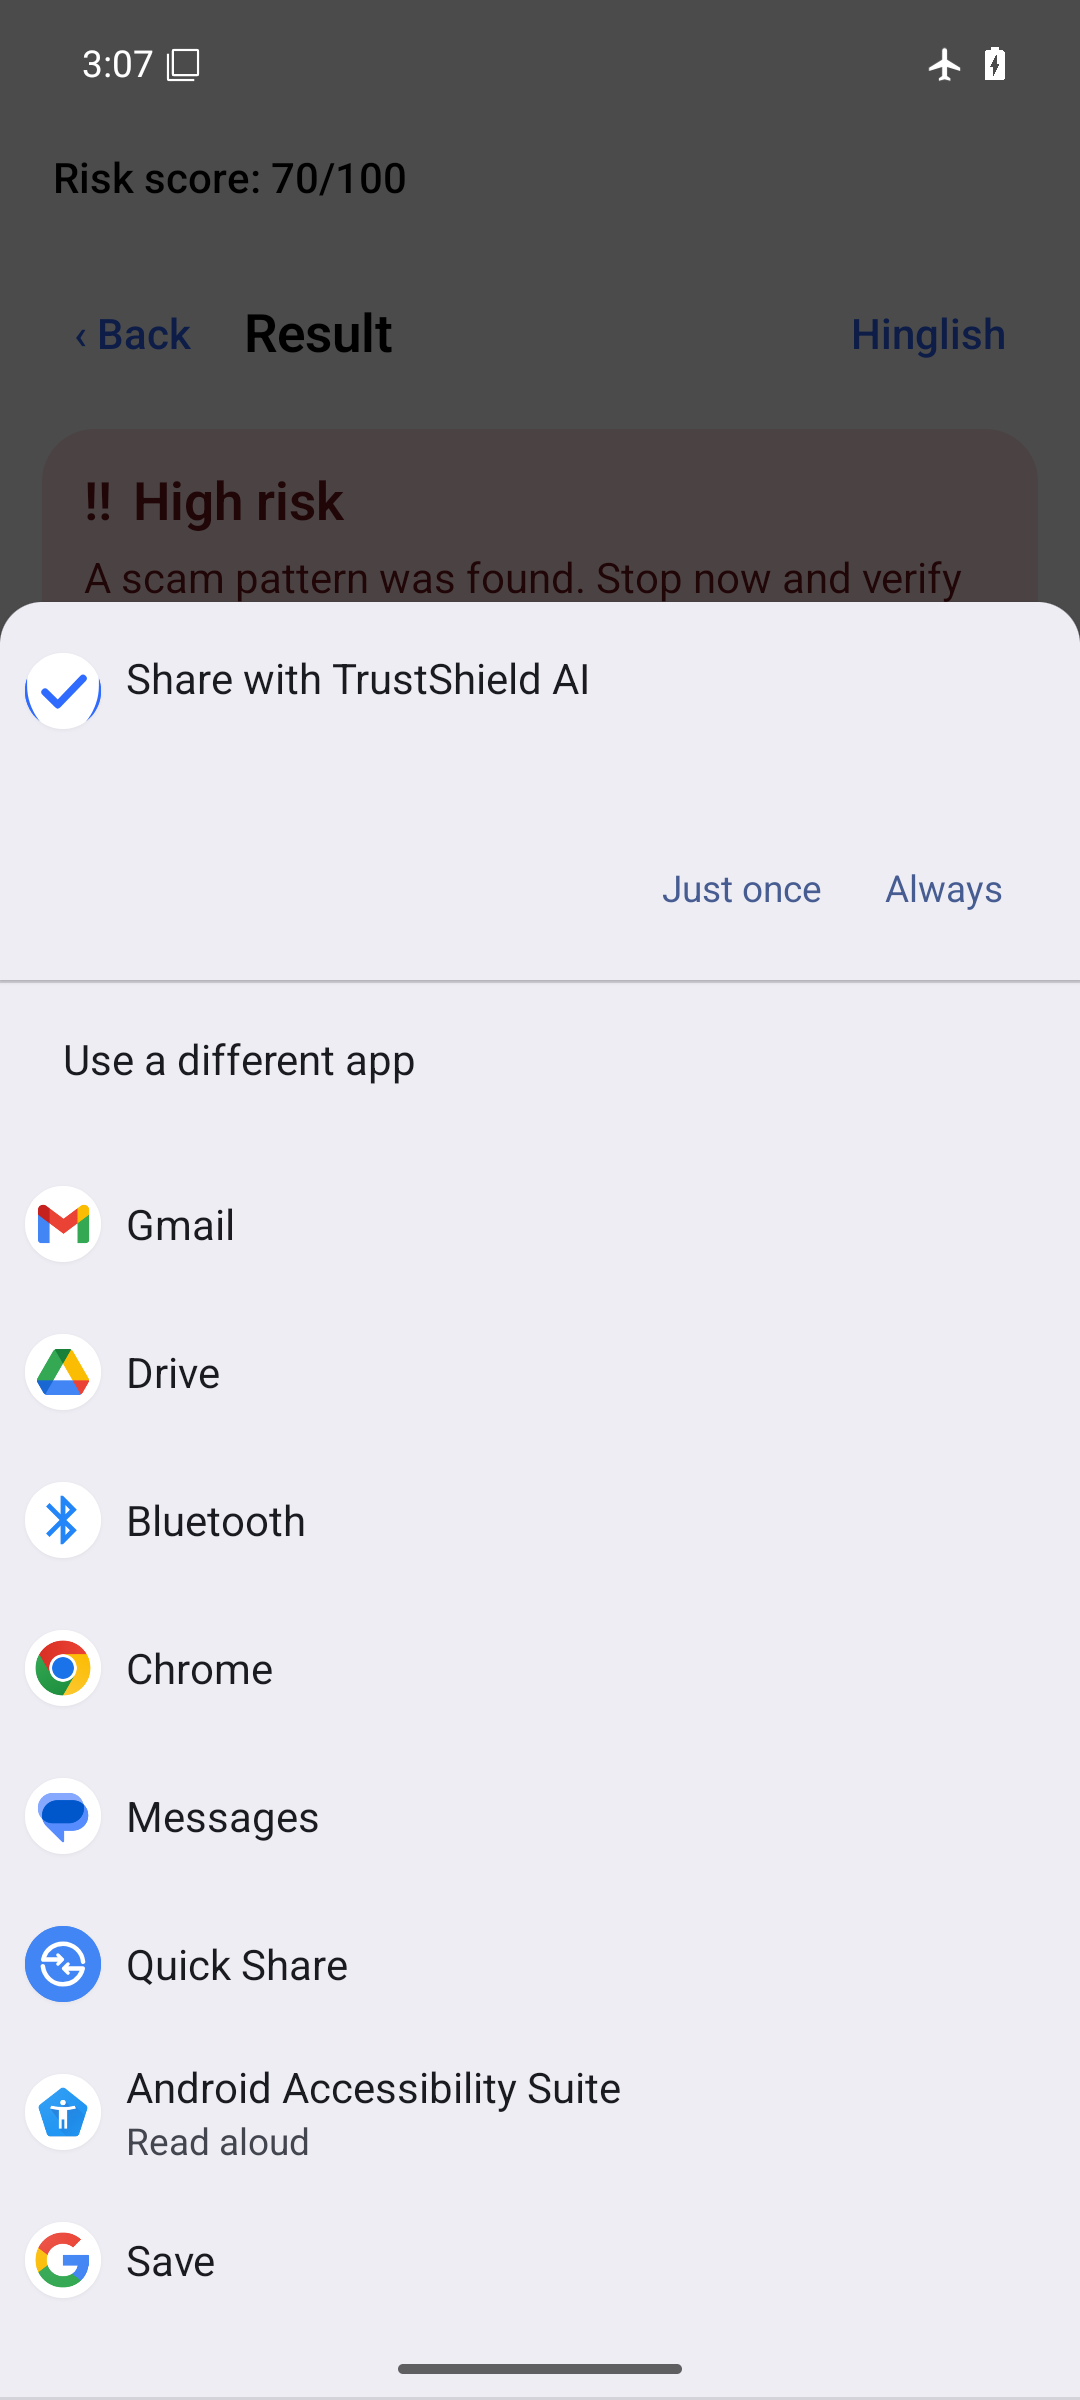 3:07
Risk score: 70/100
‹ Back Result Hinglish
!! High risk
A scam pattern was found. Stop now and verify
Share with TrustShield AI
Just once Always
Use a different app
Gmail
Drive
Bluetooth
Chrome
Messages
Quick Share
Android Accessibility Suite
Read aloud
Save